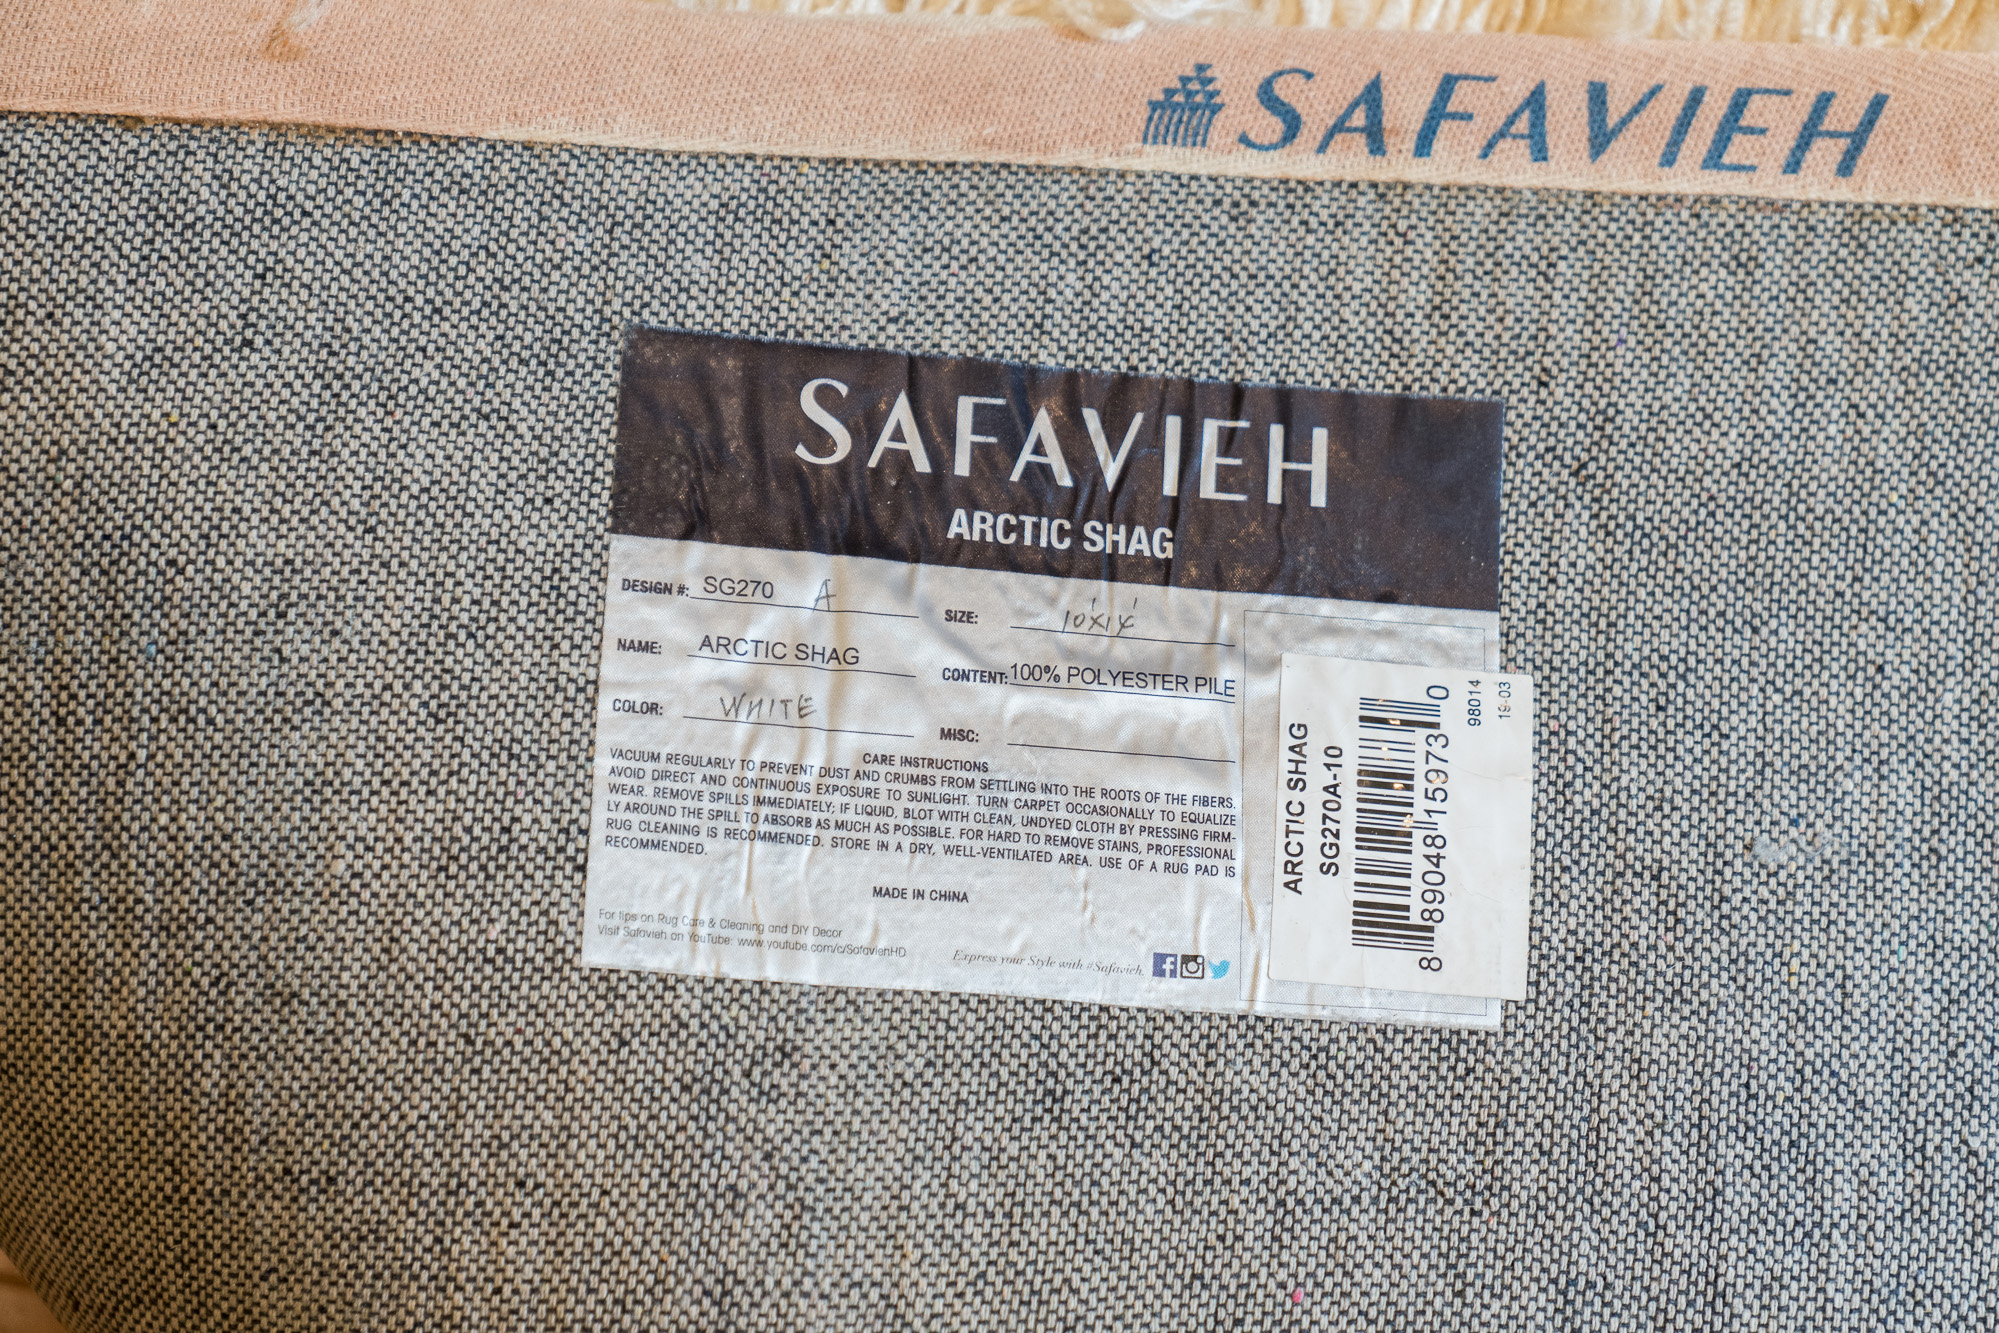 SAFAVIEH
SAFAVIEH
ARCTIC SHAG
DESIGN #: SG270 A
SIZE: 10'X14'
NAME: ARCTIC SHAG
CONTENT: 100% POLYESTER PILE
COLOR: WHITE
MISC:
CARE INSTRUCTIONS
VACUUM REGULARLY TO PREVENT DUST AND CRUMBS FROM SETTLING INTO THE ROOTS OF THE FIBERS.
AVOID DIRECT AND CONTINUOUS EXPOSURE TO SUNLIGHT. TURN CARPET OCCASIONALLY TO EQUALIZE
WEAR. REMOVE SPILLS IMMEDIATELY; IF LIQUID, BLOT WITH CLEAN, UNDYED CLOTH BY PRESSING FIRM-
LY AROUND THE SPILL TO ABSORB AS MUCH AS POSSIBLE. FOR HARD TO REMOVE STAINS, PROFESSIONAL
RUG CLEANING IS RECOMMENDED. STORE IN A DRY, WELL-VENTILATED AREA. USE OF A RUG PAD IS
RECOMMENDED.
MADE IN CHINA
For tips on Rug Care & Cleaning and DIY Decor
Visit Safavieh on YouTube: www.youtube.com/c/SafaviehHD
Express your Style with #Safavieh.
ARCTIC SHAG
SG270A-10
8 89048 15973 0
98014
19-03